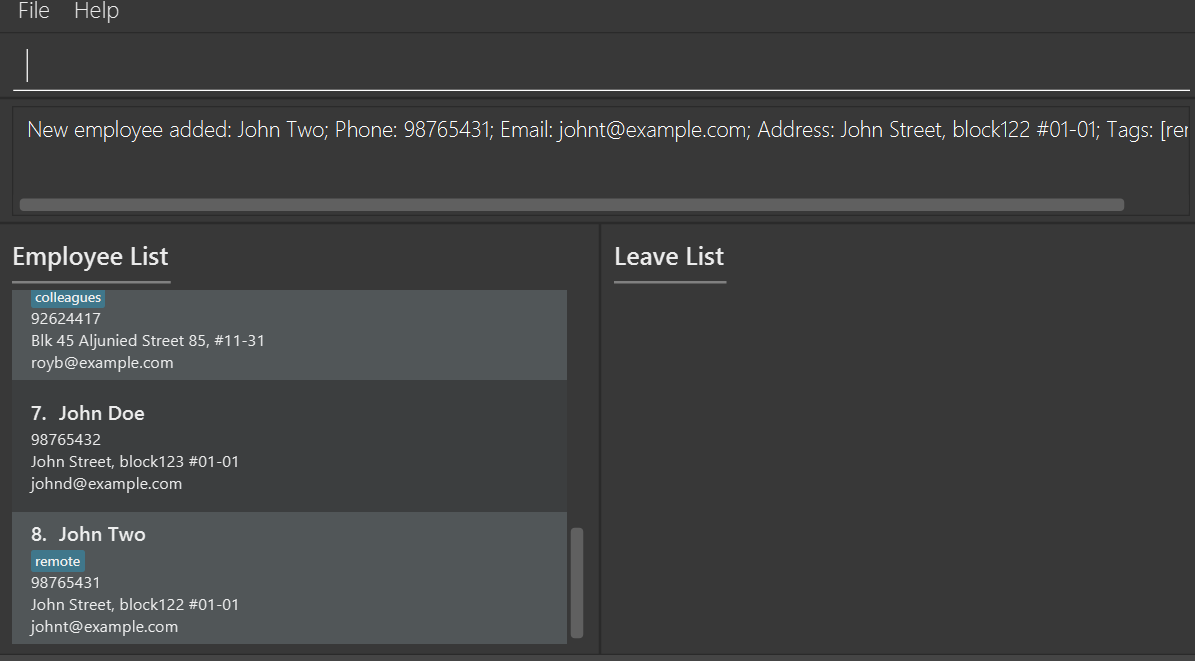 File Help
New employee added: John Two; Phone: 98765431; Email: johnt@example.com; Address: John Street, block122 #01-01; Tags:
Employee List
colleagues
92624417
Blk 45 Aljunied Street 85, #11-31
royb@example.com
7. John Doe
98765432
John Street, block123 #01-01
johnd@example.com
8. John Two
remote
98765431
John Street, block122 #01-01
johnt@example.com
Leave List